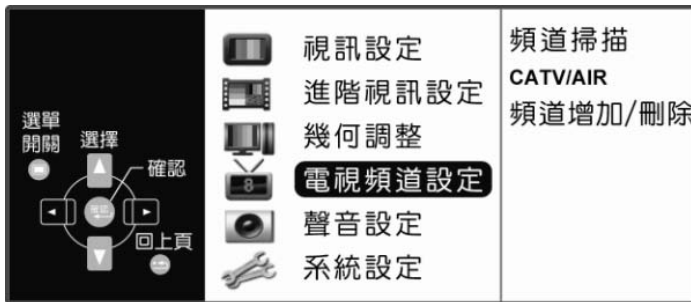 選單
開關
選擇
確認
回上頁
視訊設定
進階視訊設定
幾何調整
8
電視頻道設定
聲音設定
系統設定
頻道掃描
CATV/AIR
頻道增加/刪除